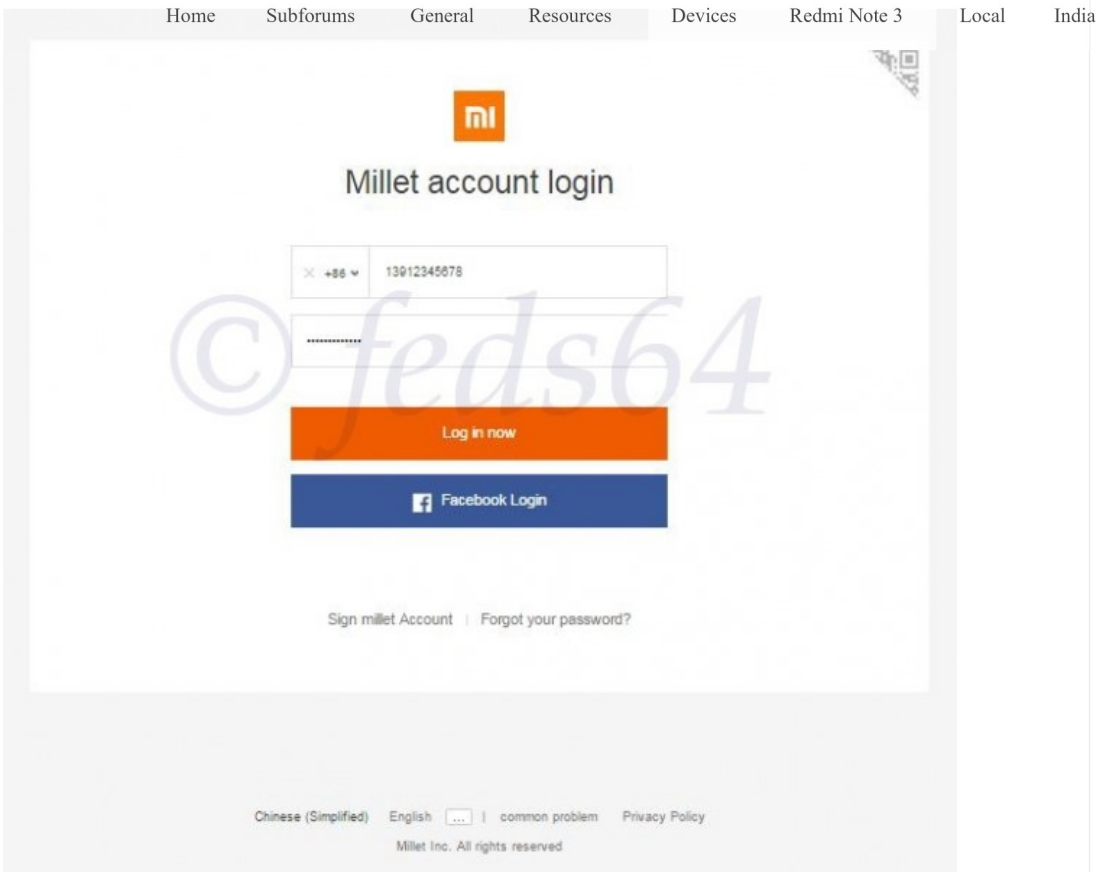 Home Subforums General Resources Devices Redmi Note 3 Local India
mi
Millet account login
+86 13912345678
© feds64
Log in now
Facebook Login
Sign millet Account | Forgot your password?
Chinese (Simplified) English ... | common problem Privacy Policy
Millet Inc. All rights reserved